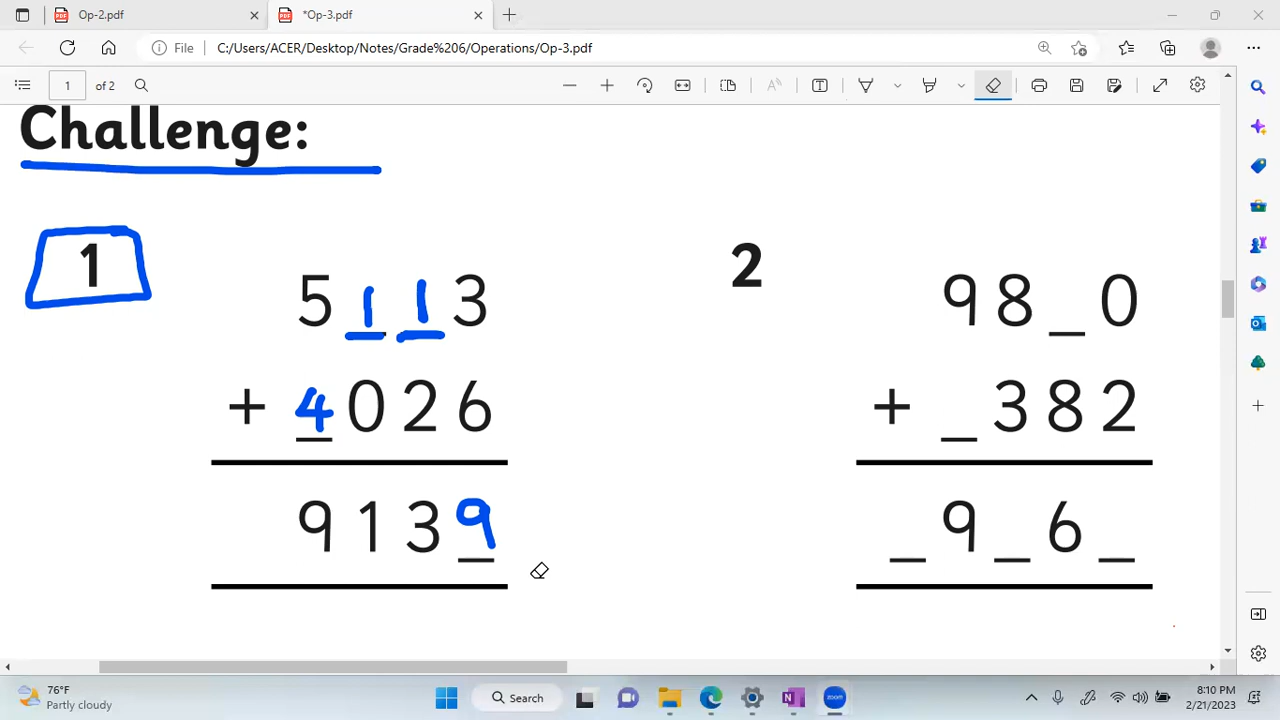 Op-2.pdf *Op-3.pdf
File C:/Users/ACER/Desktop/Notes/Grade%206/Operations/Op-3.pdf
1 of 2
Challenge:
1 5 1 1 3
+ 4 0 2 6
9 1 3 9
2 9 8 _ 0
+ _ 3 8 2
_ 9 _ 6 _
76°F
Partly cloudy
Search
zoom
8:10 PM
2/21/2023